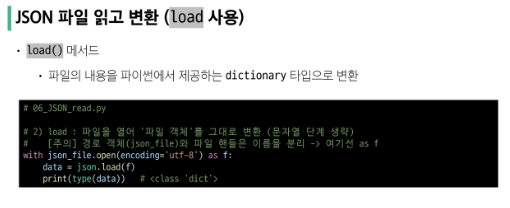 JSON 파일 읽고 변환 (load 사용)
• load() 메서드
• 파일의 내용을 파이썬에서 제공하는 dictionary 타입으로 변환
# 06_JSON_read.py
# 2) load : 파일을 열어 '파일 객체'를 그대로 변환 (문자열 단계 생략)
#    [주의] 경로 객체(json_file)와 파일 핸들은 이름을 분리 -> 여기선 as f
with json_file.open(encoding='utf-8') as f:
    data = json.load(f)
    print(type(data))   # <class 'dict'>